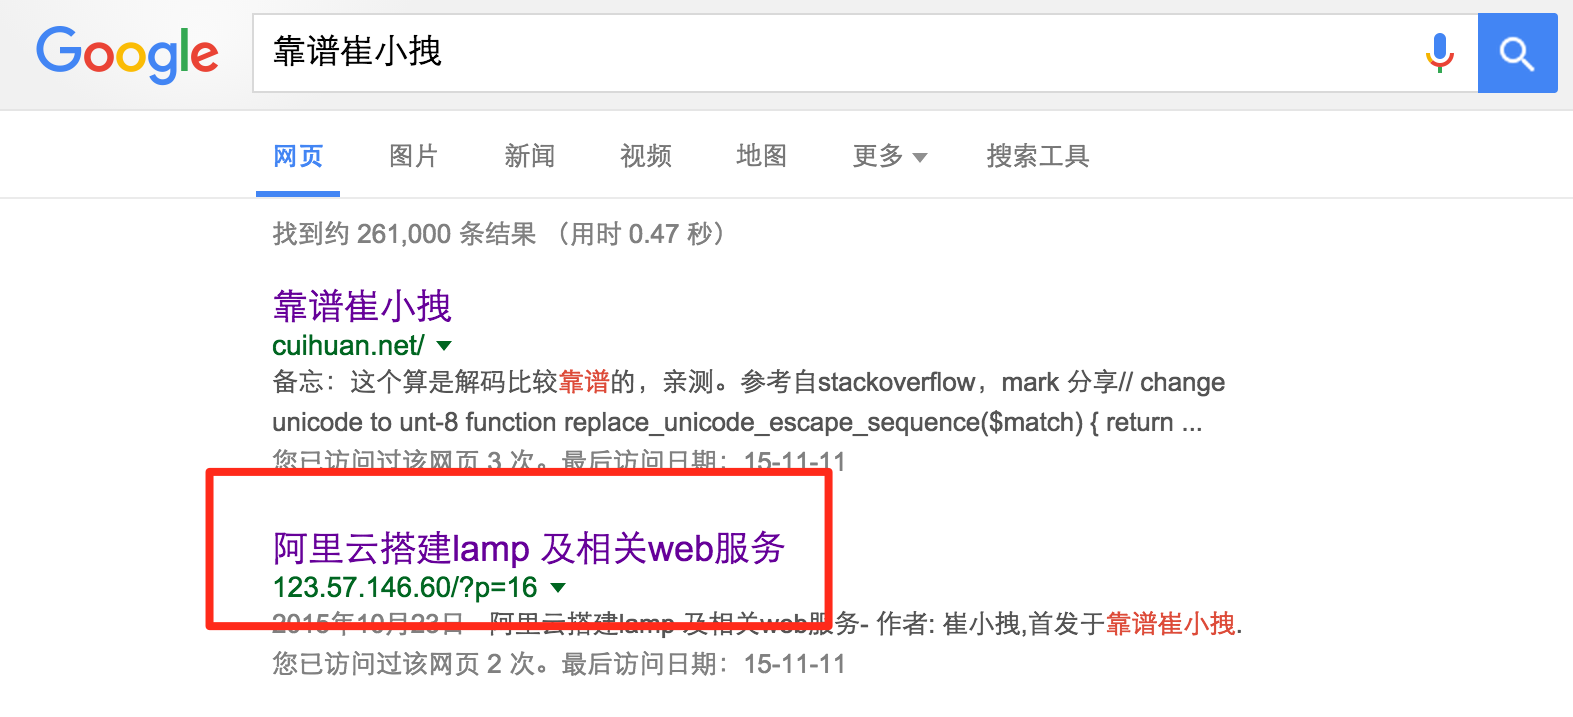 Google
靠谱崔小拽
网页 图片 新闻 视频 地图 更多 搜索工具
找到约 261,000 条结果 （用时 0.47 秒）
靠谱崔小拽
cuihuan.net/
备忘：这个算是解码比较靠谱的，亲测。参考自stackoverflow，mark 分享// change
unicode to unt-8 function replace_unicode_escape_sequence($match) { return ...
您已访问过该网页 3 次。最后访问日期：15-11-11
阿里云搭建lamp 及相关web服务
123.57.146.60/?p=16
2015年10月23日 - 阿里云搭建lamp 及相关web服务- 作者: 崔小拽,首发于靠谱崔小拽.
您已访问过该网页 2 次。最后访问日期：15-11-11